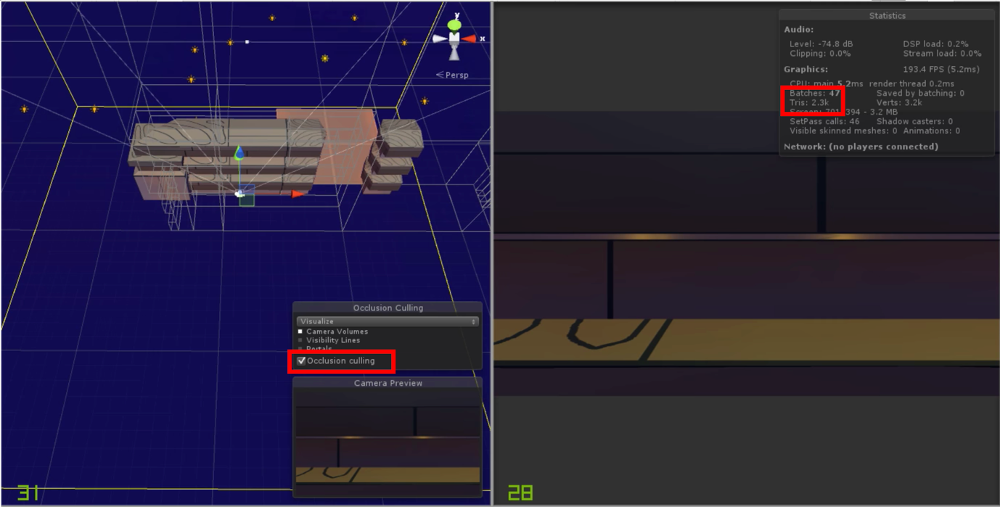 y
x
< Persp
Occlusion Culling
Visualize
Camera Volumes
Visibility Lines
Portals
Occlusion culling
Camera Preview
31
Statistics
Audio:
Level: -74.8 dB DSP load: 0.2%
Clipping: 0.0% Stream load: 0.0%
Graphics: 193.4 FPS (5.2ms)
CPU: main 5.2ms render thread 0.2ms
Batches: 47 Saved by batching: 0
Tris: 2.3k Verts: 3.2k
394 - 3.2 MB
SetPass calls: 46 Shadow casters: 0
Visible skinned meshes: 0 Animations: 0
Network: (no players connected)
28